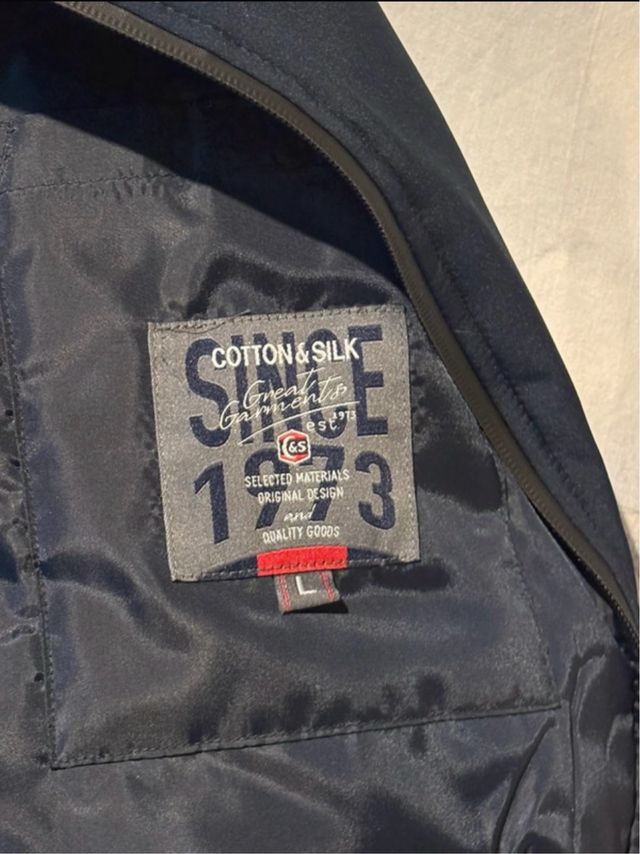 SINCE
COTTON & SILK
Great
Garments
est. 1973
C&S
1973
SELECTED MATERIALS
ORIGINAL DESIGN
and
QUALITY GOODS
L